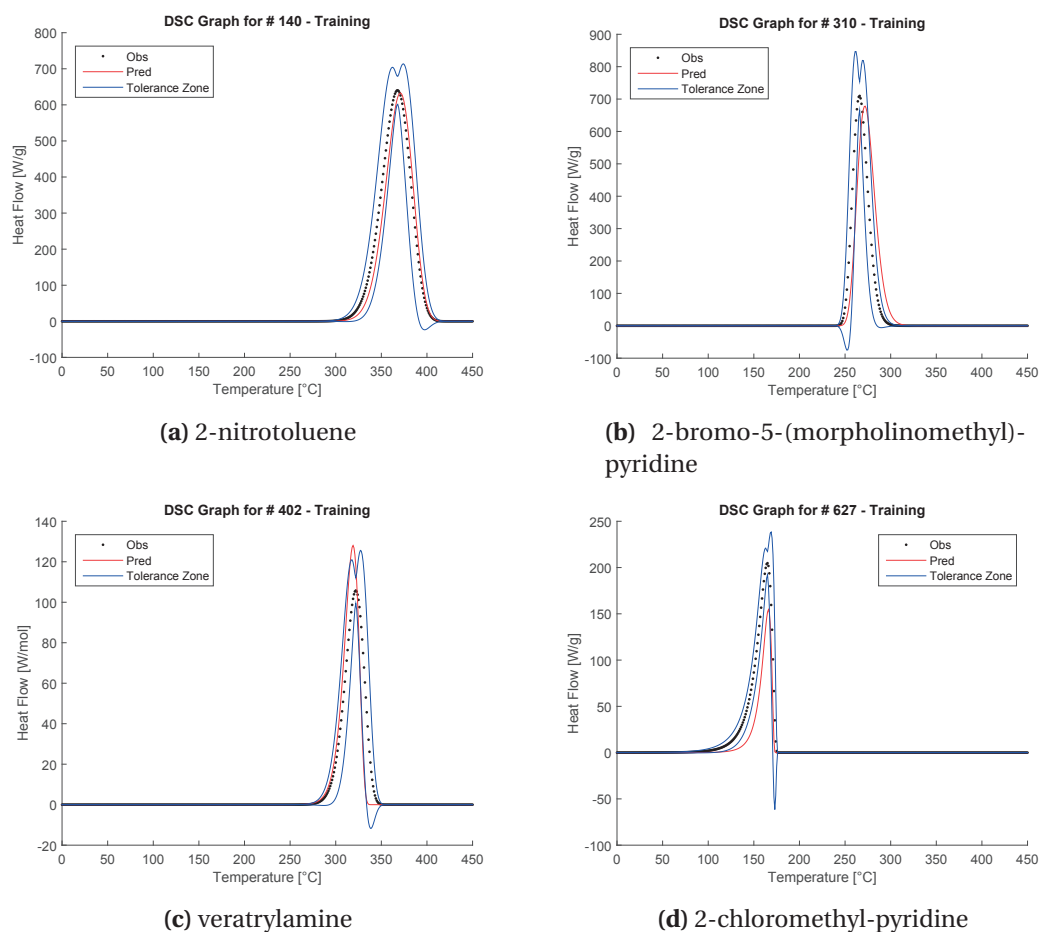 DSC Graph for # 140 - Training
800
700
600
500
400
300
200
100
0
-100
Heat Flow [W/g]
Obs
Pred
Tolerance Zone
0 50 100 150 200 250 300 350 400 450
Temperature [°C]
(a) 2-nitrotoluene
DSC Graph for # 310 - Training
900
800
700
600
500
400
300
200
100
0
-100
Heat Flow [W/g]
Obs
Pred
Tolerance Zone
0 50 100 150 200 250 300 350 400 450
Temperature [°C]
(b) 2-bromo-5-(morpholinomethyl)-
pyridine
DSC Graph for # 402 - Training
140
120
100
80
60
40
20
0
-20
Heat Flow [W/mol]
Obs
Pred
Tolerance Zone
0 50 100 150 200 250 300 350 400 450
Temperature [°C]
(c) veratrylamine
DSC Graph for # 627 - Training
250
200
150
100
50
0
-50
-100
Heat Flow [W/g]
Obs
Pred
Tolerance Zone
0 50 100 150 200 250 300 350 400 450
Temperature [°C]
(d) 2-chloromethyl-pyridine